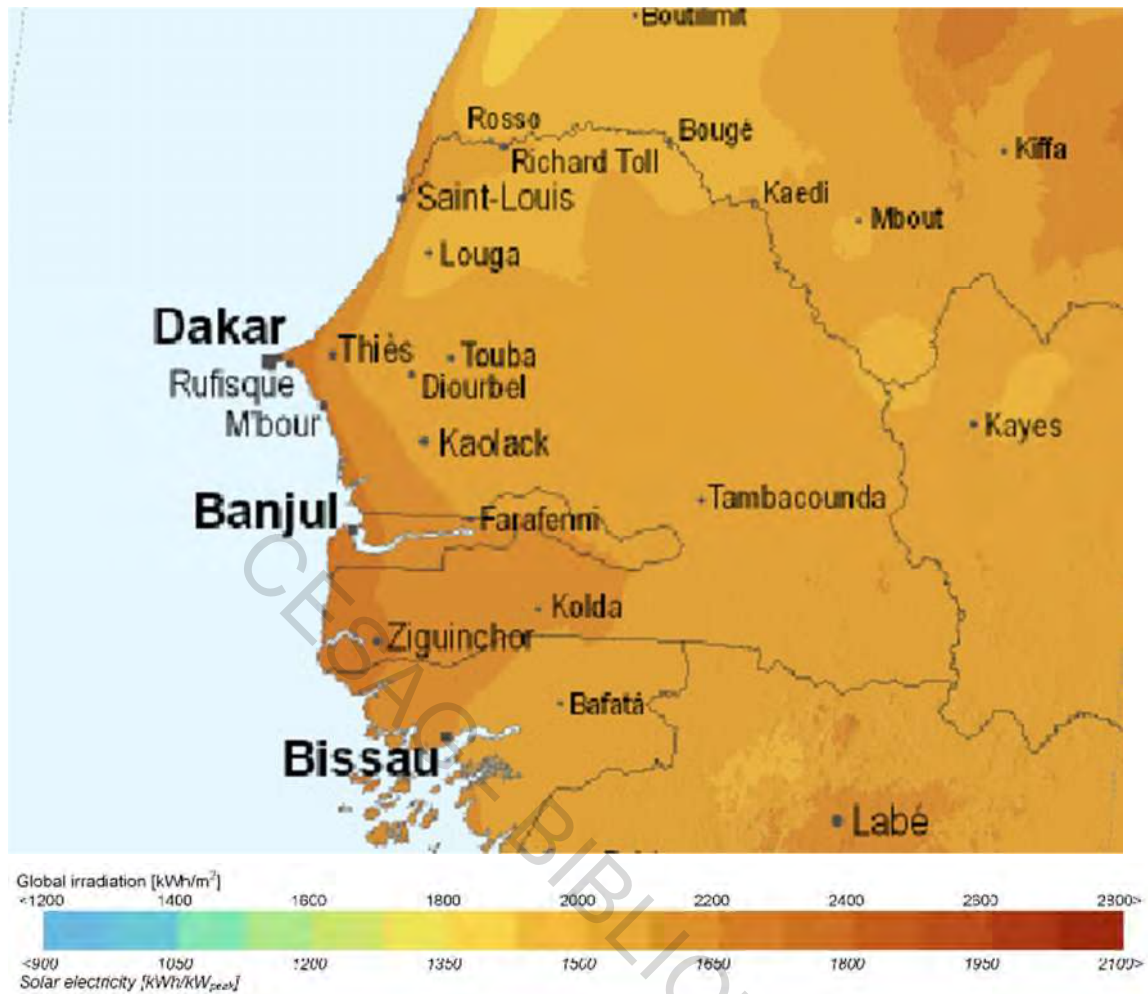 Boutilimit
Rosso
Bougé
Richard Toll
Kiffa
Saint-Louis
Kaedi
Mbout
Louga
Dakar
Thiès
Touba
Rufisque
Diourbel
M'bour
Kaolack
Kayes
Banjul
Tambacounda
Farafenni
Kolda
Ziguinchor
Bafatá
Bissau
Labé
CESAG - BIBLIO
Global irradiation [kWh/m²]
<1200 1400 1600 1800 2000 2200 2400 2600 2800>
<900 1050 1200 1350 1500 1650 1800 1950 2100>
Solar electricity [kWh/kWpeak]